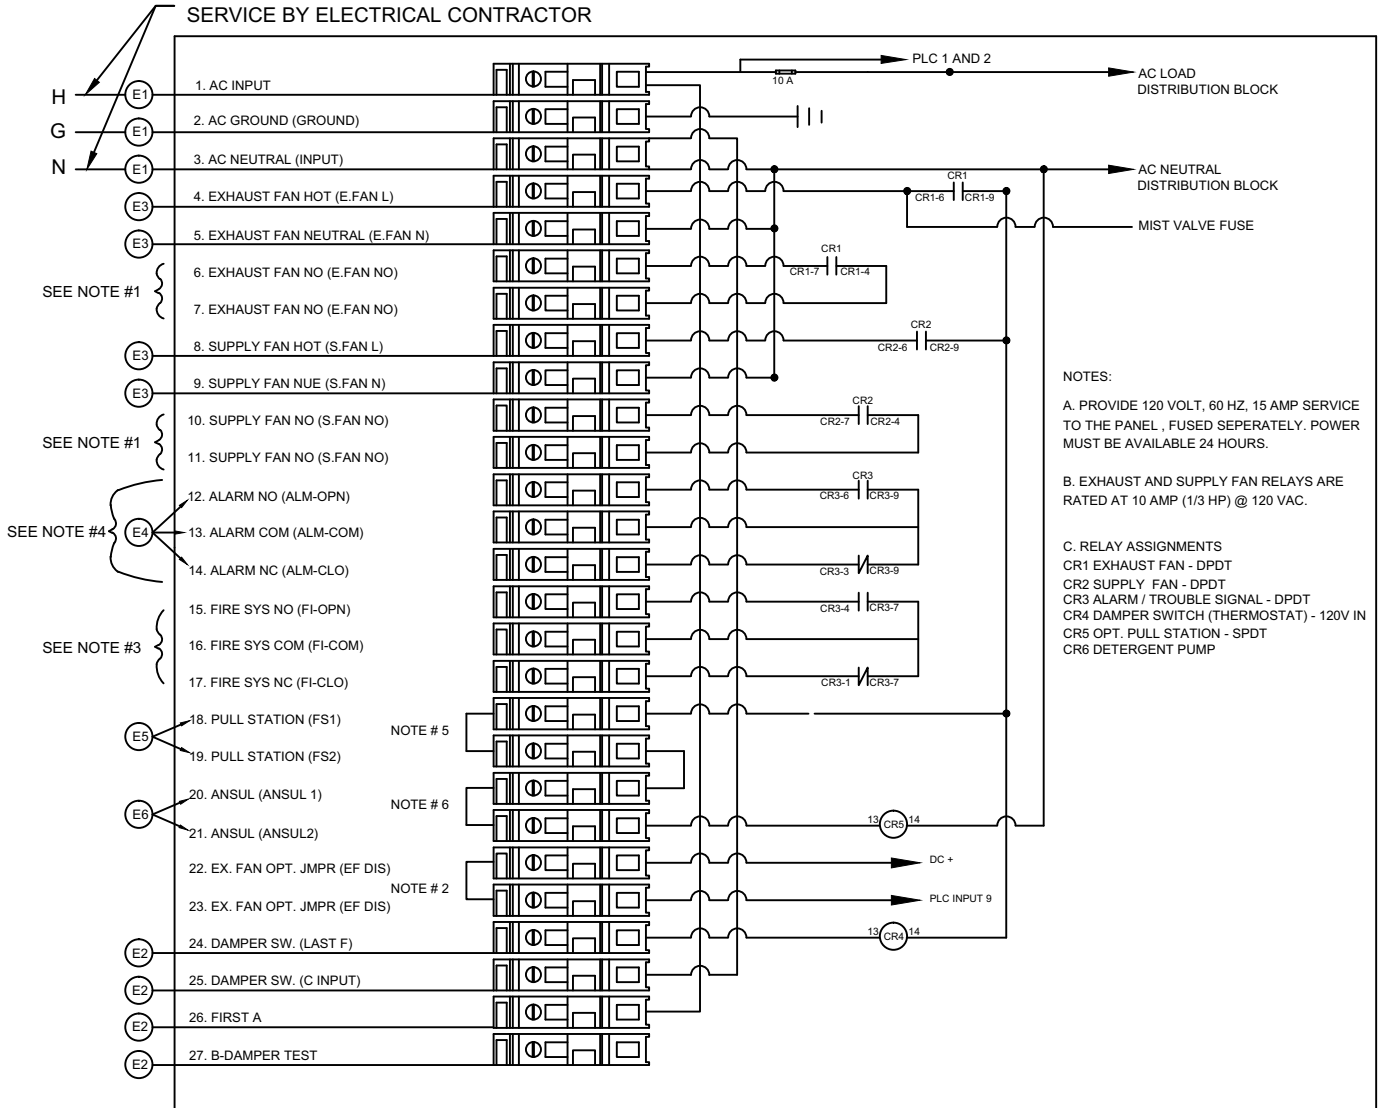 SERVICE BY ELECTRICAL CONTRACTOR
PLC 1 AND 2
10 A
AC LOAD
DISTRIBUTION BLOCK
H
E1
1. AC INPUT
G
E1
2. AC GROUND (GROUND)
N
E1
3. AC NEUTRAL (INPUT)
AC NEUTRAL
DISTRIBUTION BLOCK
E3
4. EXHAUST FAN HOT (E.FAN L)
CR1
CR1-6 CR1-9
MIST VALVE FUSE
E3
5. EXHAUST FAN NEUTRAL (E.FAN N)
SEE NOTE #1
6. EXHAUST FAN NO (E.FAN NO)
CR1
CR1-7 CR1-4
7. EXHAUST FAN NO (E.FAN NO)
E3
8. SUPPLY FAN HOT (S.FAN L)
CR2
CR2-6 CR2-9
E3
9. SUPPLY FAN NUE (S.FAN N)
SEE NOTE #1
10. SUPPLY FAN NO (S.FAN NO)
CR2
CR2-7 CR2-4
11. SUPPLY FAN NO (S.FAN NO)
SEE NOTE #4
E4
12. ALARM NO (ALM-OPN)
CR3
CR3-6 CR3-9
13. ALARM COM (ALM-COM)
14. ALARM NC (ALM-CLO)
CR3-3 CR3-9
SEE NOTE #3
15. FIRE SYS NO (FI-OPN)
CR3-4 CR3-7
16. FIRE SYS COM (FI-COM)
17. FIRE SYS NC (FI-CLO)
CR3-1 CR3-7
E5
18. PULL STATION (FS1)
NOTE # 5
19. PULL STATION (FS2)
E6
20. ANSUL (ANSUL 1)
NOTE # 6
21. ANSUL (ANSUL2)
13 CR5 14
22. EX. FAN OPT. JMPR (EF DIS)
DC +
NOTE # 2
23. EX. FAN OPT. JMPR (EF DIS)
PLC INPUT 9
E2
24. DAMPER SW. (LAST F)
13 CR4 14
E2
25. DAMPER SW. (C INPUT)
E2
26. FIRST A
E2
27. B-DAMPER TEST
NOTES:
A. PROVIDE 120 VOLT, 60 HZ, 15 AMP SERVICE
TO THE PANEL , FUSED SEPERATELY. POWER
MUST BE AVAILABLE 24 HOURS.
B. EXHAUST AND SUPPLY FAN RELAYS ARE
RATED AT 10 AMP (1/3 HP) @ 120 VAC.
C. RELAY ASSIGNMENTS
CR1 EXHAUST FAN - DPDT
CR2 SUPPLY FAN - DPDT
CR3 ALARM / TROUBLE SIGNAL - DPDT
CR4 DAMPER SWITCH (THERMOSTAT) - 120V IN
CR5 OPT. PULL STATION - SPDT
CR6 DETERGENT PUMP